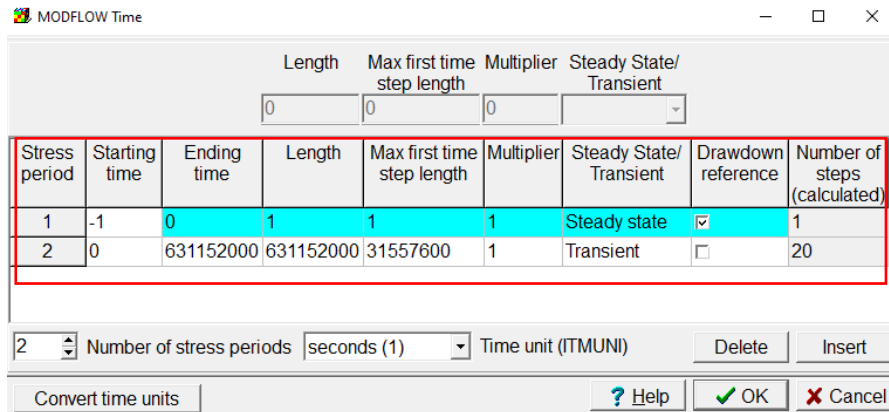 MODFLOW Time
Length Max first time step length Multiplier Steady State/ Transient
0 0 0
Stress period Starting time Ending time Length Max first time step length Multiplier Steady State/ Transient Drawdown reference Number of steps (calculated)
1 -1 0 1 1 1 Steady state 1
2 0 631152000 631152000 31557600 1 Transient 20
2 Number of stress periods seconds (1) Time unit (ITMUNI) Delete Insert
Convert time units ? Help OK Cancel